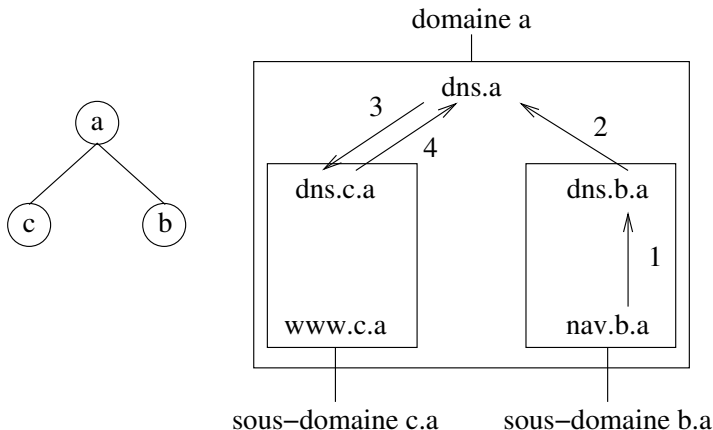 domaine a
dns.a
a
3
4
2
c
b
dns.c.a
dns.b.a
1
www.c.a
nav.b.a
sous-domaine c.a
sous-domaine b.a